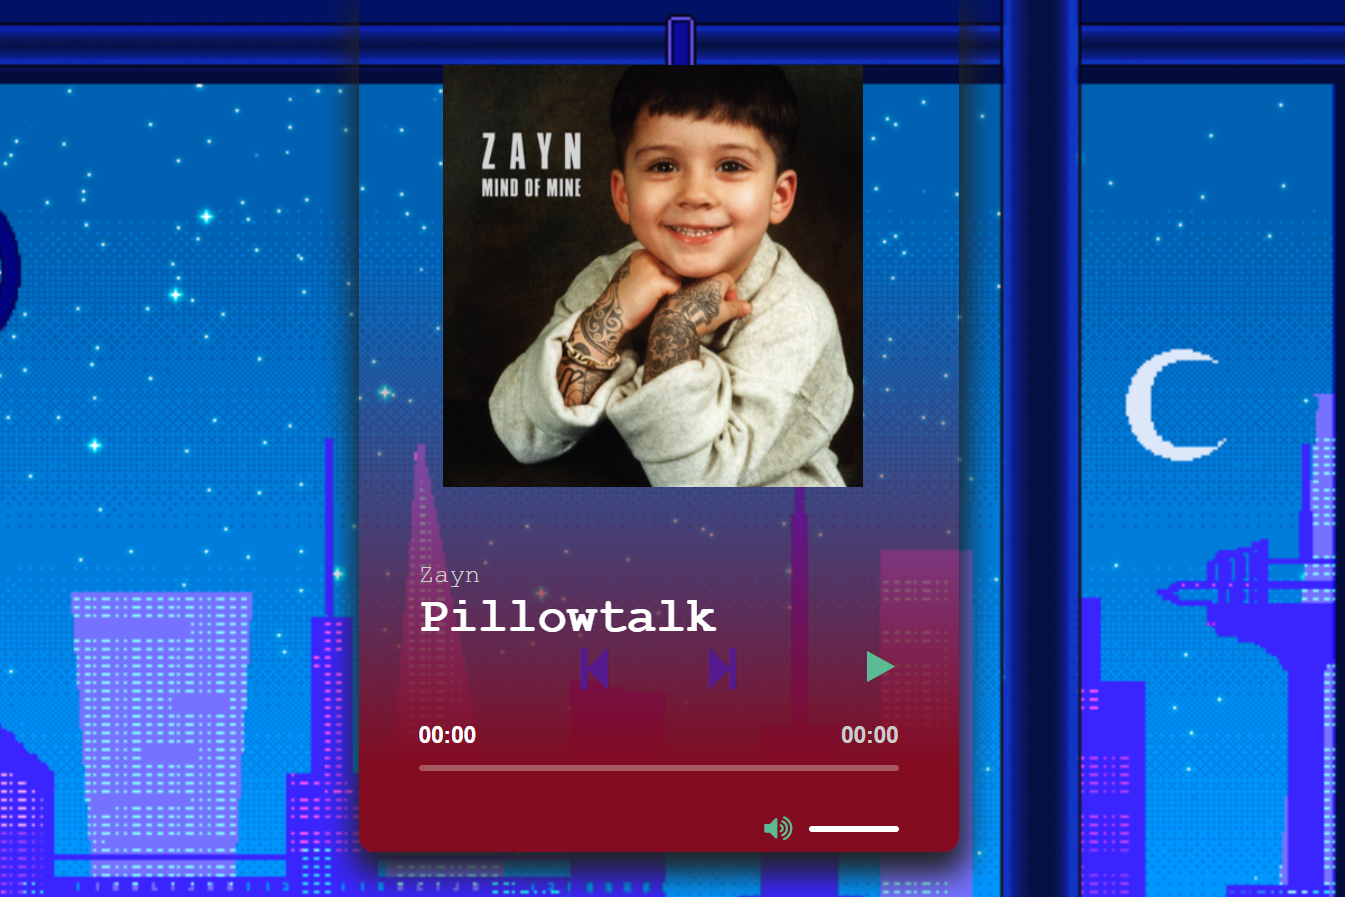 ZAYN
MIND OF MINE
Zayn
Pillowtalk
00:00
00:00